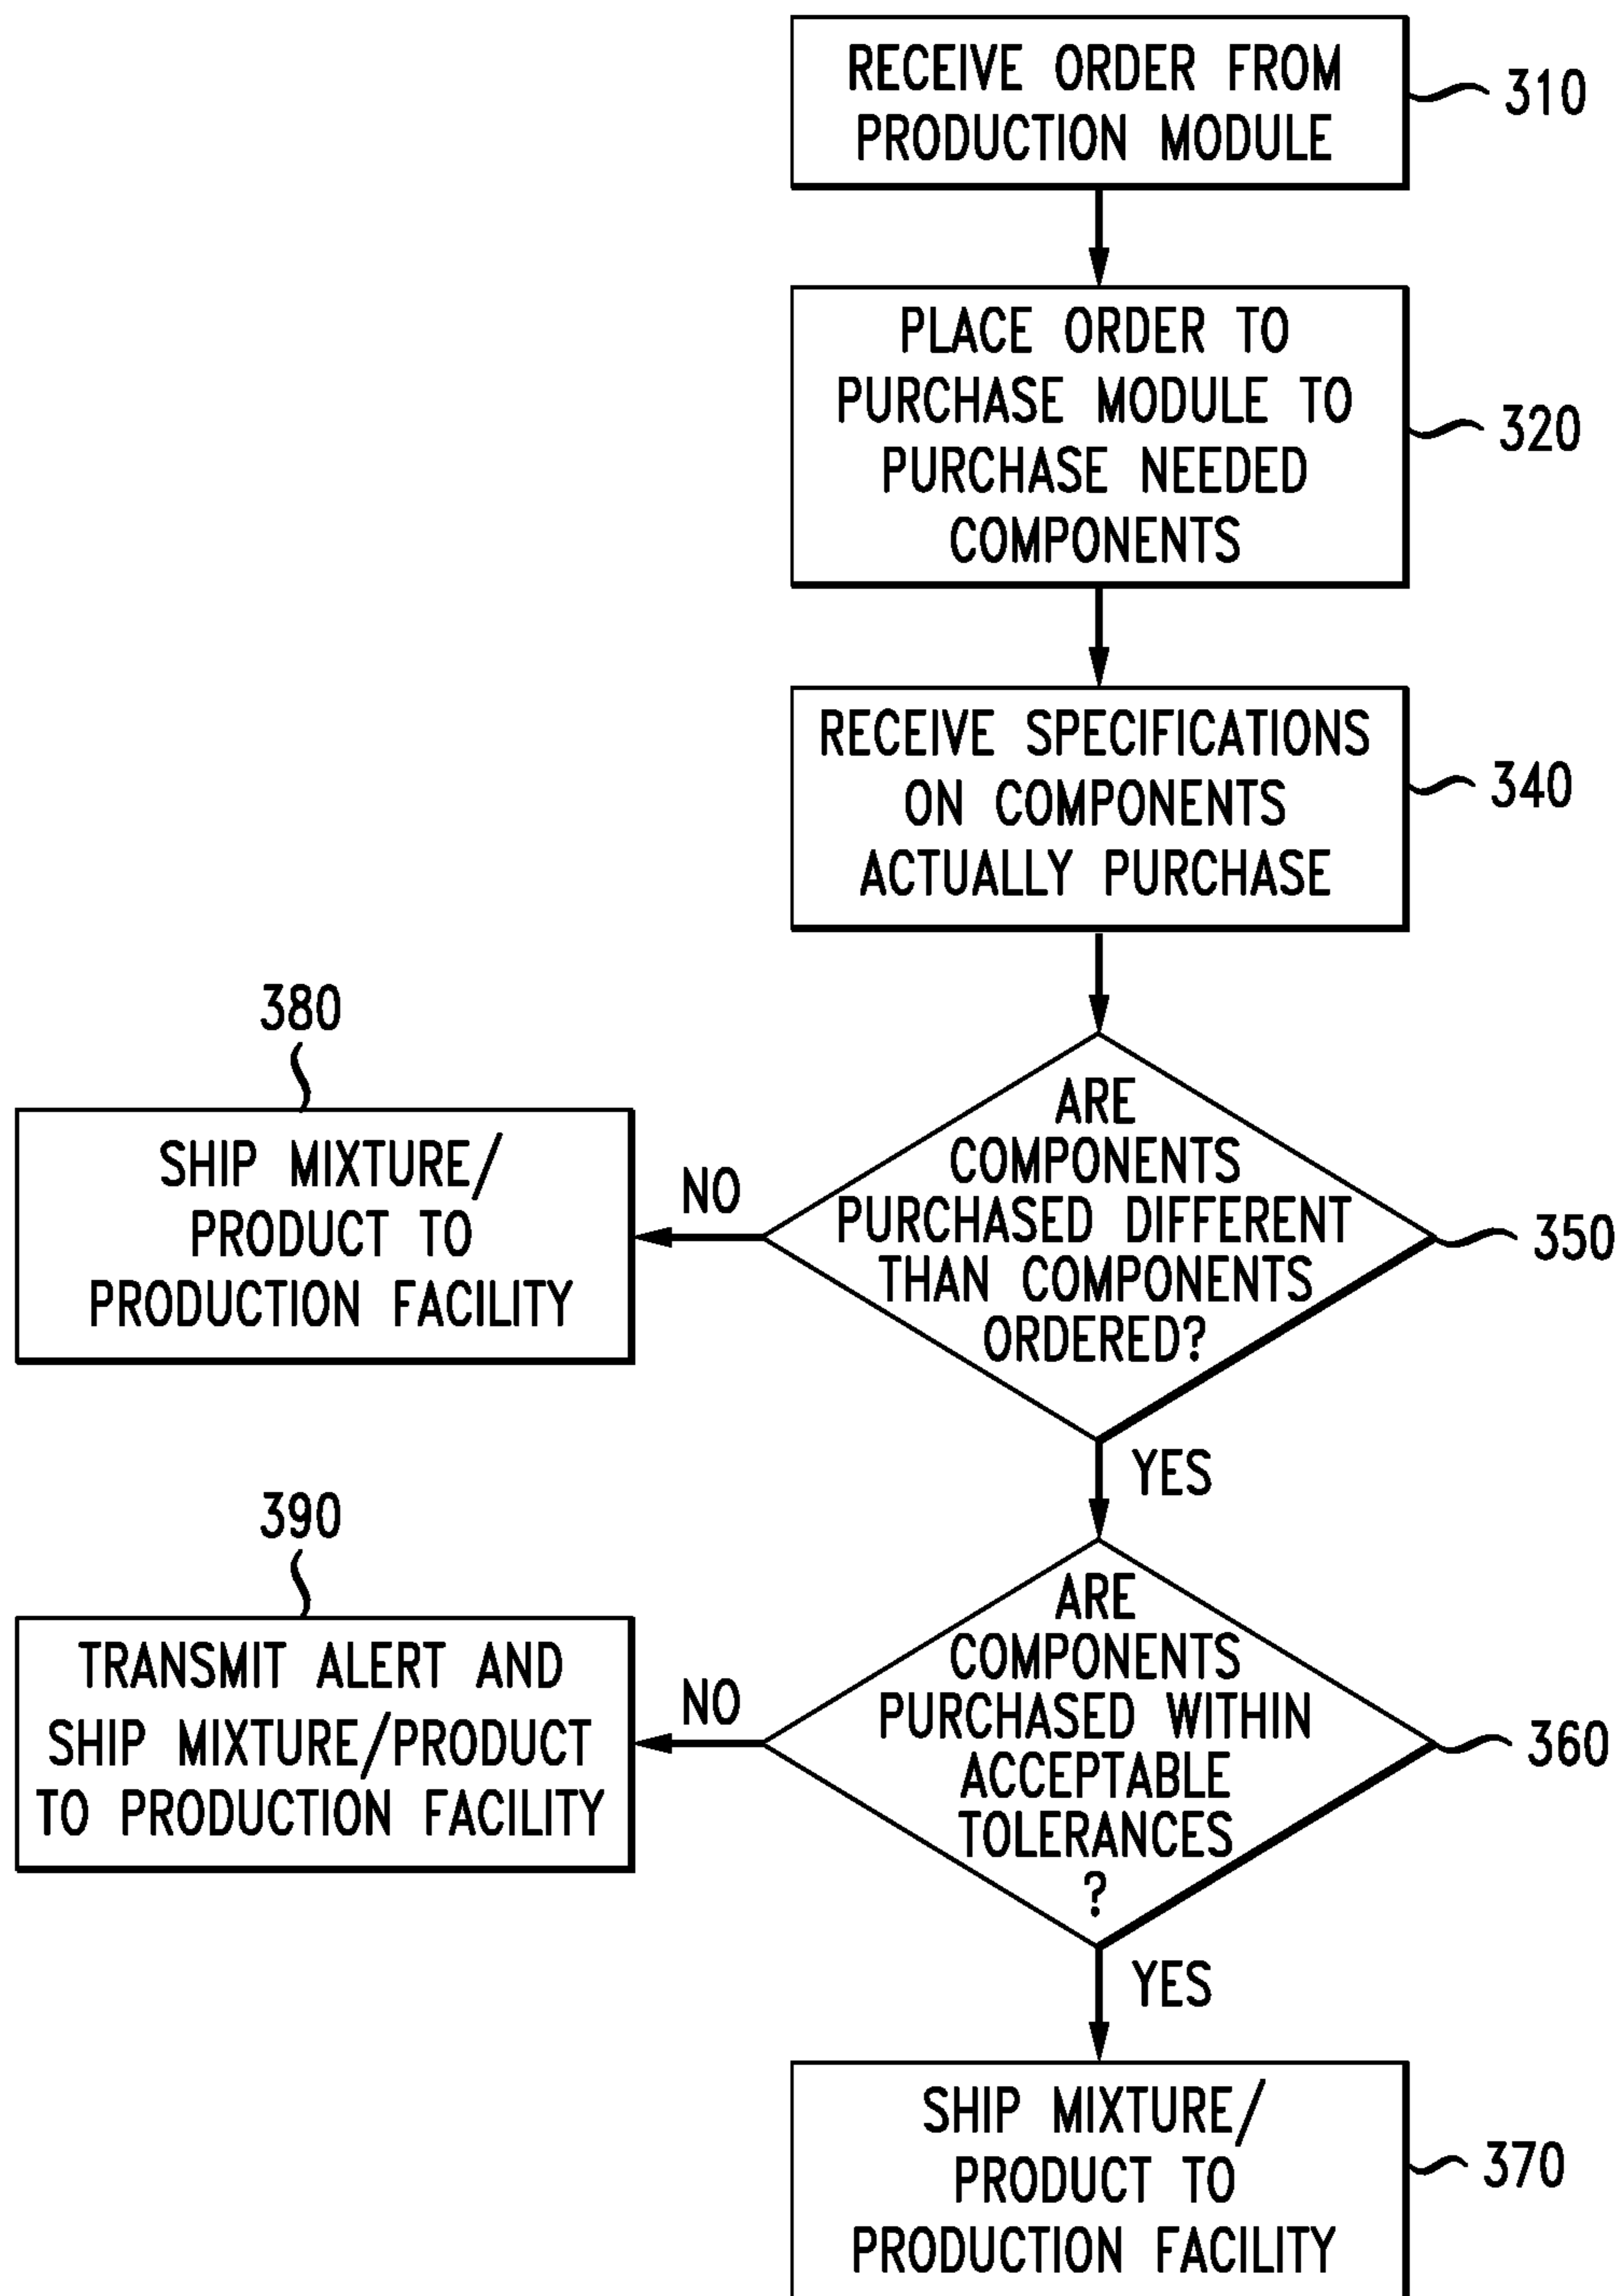 RECEIVE ORDER FROM
PRODUCTION MODULE
310
PLACE ORDER TO
PURCHASE MODULE TO
PURCHASE NEEDED
COMPONENTS
320
RECEIVE SPECIFICATIONS
ON COMPONENTS
ACTUALLY PURCHASE
340
ARE
COMPONENTS
PURCHASED DIFFERENT
THAN COMPONENTS
ORDERED?
350
NO
380
SHIP MIXTURE/
PRODUCT TO
PRODUCTION FACILITY
YES
ARE
COMPONENTS
PURCHASED WITHIN
ACCEPTABLE
TOLERANCES
?
360
NO
390
TRANSMIT ALERT AND
SHIP MIXTURE/PRODUCT
TO PRODUCTION FACILITY
YES
SHIP MIXTURE/
PRODUCT TO
PRODUCTION FACILITY
370